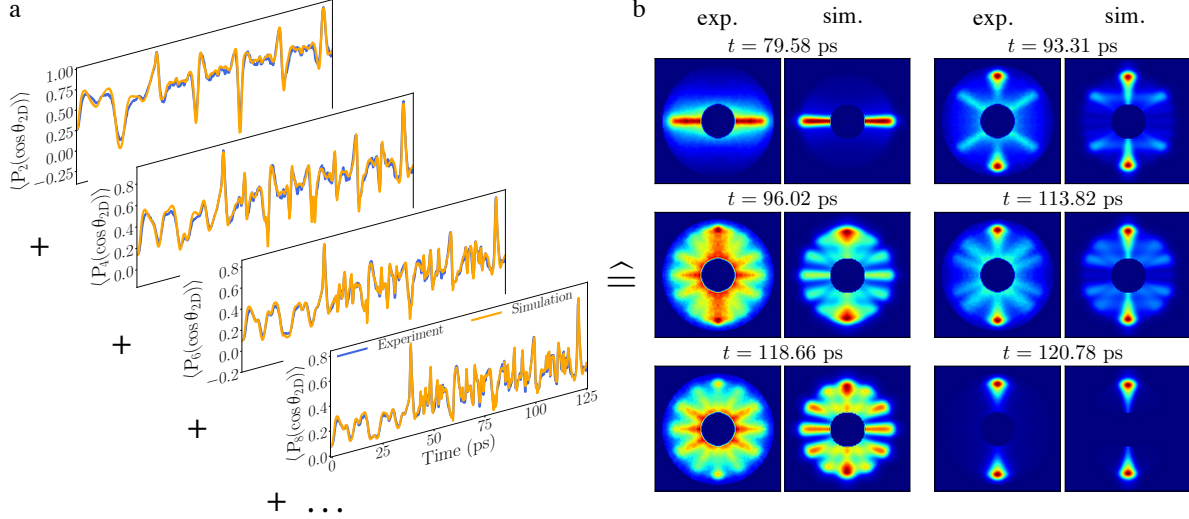 a
1.00
0.75
0.50
0.25
0.00
−0.25
⟨P₂(cos θ₂D)⟩
+
0.8
0.6
0.4
0.2
0.0
⟨P₄(cos θ₂D)⟩
+
0.8
0.6
0.4
0.2
0.0
−0.2
⟨P₆(cos θ₂D)⟩
+
Experiment
Simulation
0.8
0.6
0.4
0.2
0.0
⟨P₈(cos θ₂D)⟩
0 25 50 75 100 125
Time (ps)
+ ...
≙
b
exp. sim. exp. sim.
t = 79.58 ps t = 93.31 ps
t = 96.02 ps t = 113.82 ps
t = 118.66 ps t = 120.78 ps